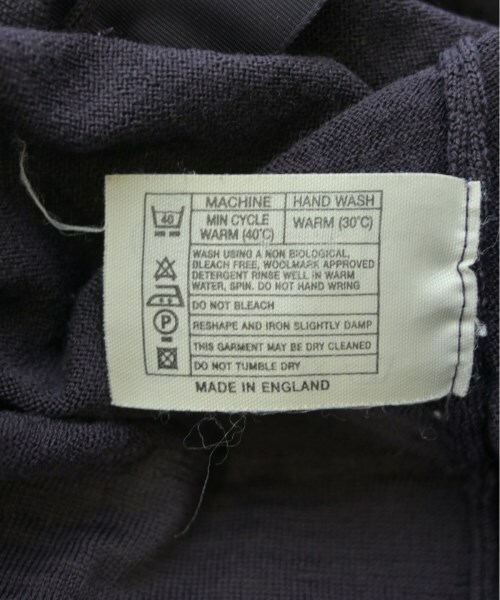 MACHINE HAND WASH
40 MIN CYCLE WARM (30°C)
WARM (40°C)
WASH USING A NON BIOLOGICAL,
BLEACH FREE, WOOLMARK APPROVED
DETERGENT RINSE WELL IN WARM
WATER, SPIN. DO NOT HAND WRING
DO NOT BLEACH
P RESHAPE AND IRON SLIGHTLY DAMP
THIS GARMENT MAY BE DRY CLEANED
DO NOT TUMBLE DRY
MADE IN ENGLAND